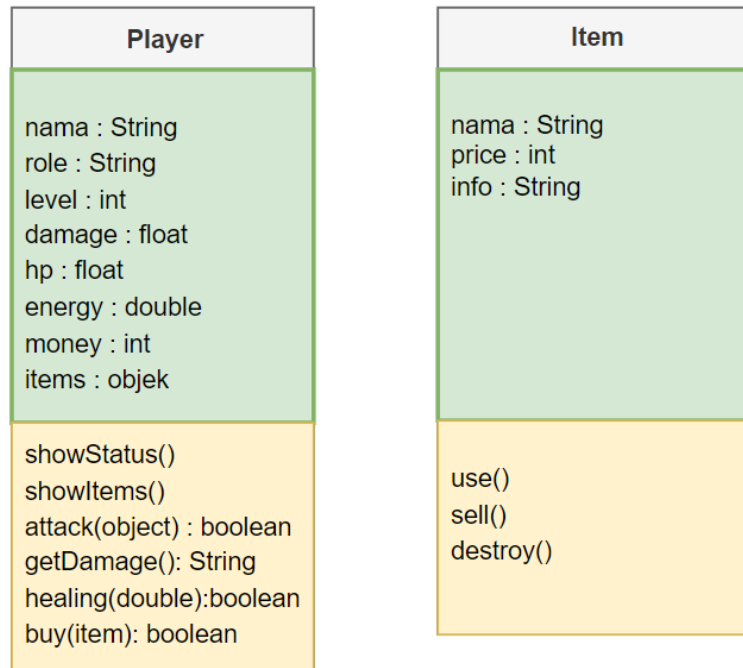 Player
nama : String
role : String
level : int
damage : float
hp : float
energy : double
money : int
items : objek
showStatus()
showItems()
attack(object) : boolean
getDamage(): String
healing(double):boolean
buy(item): boolean
Item
nama : String
price : int
info : String
use()
sell()
destroy()